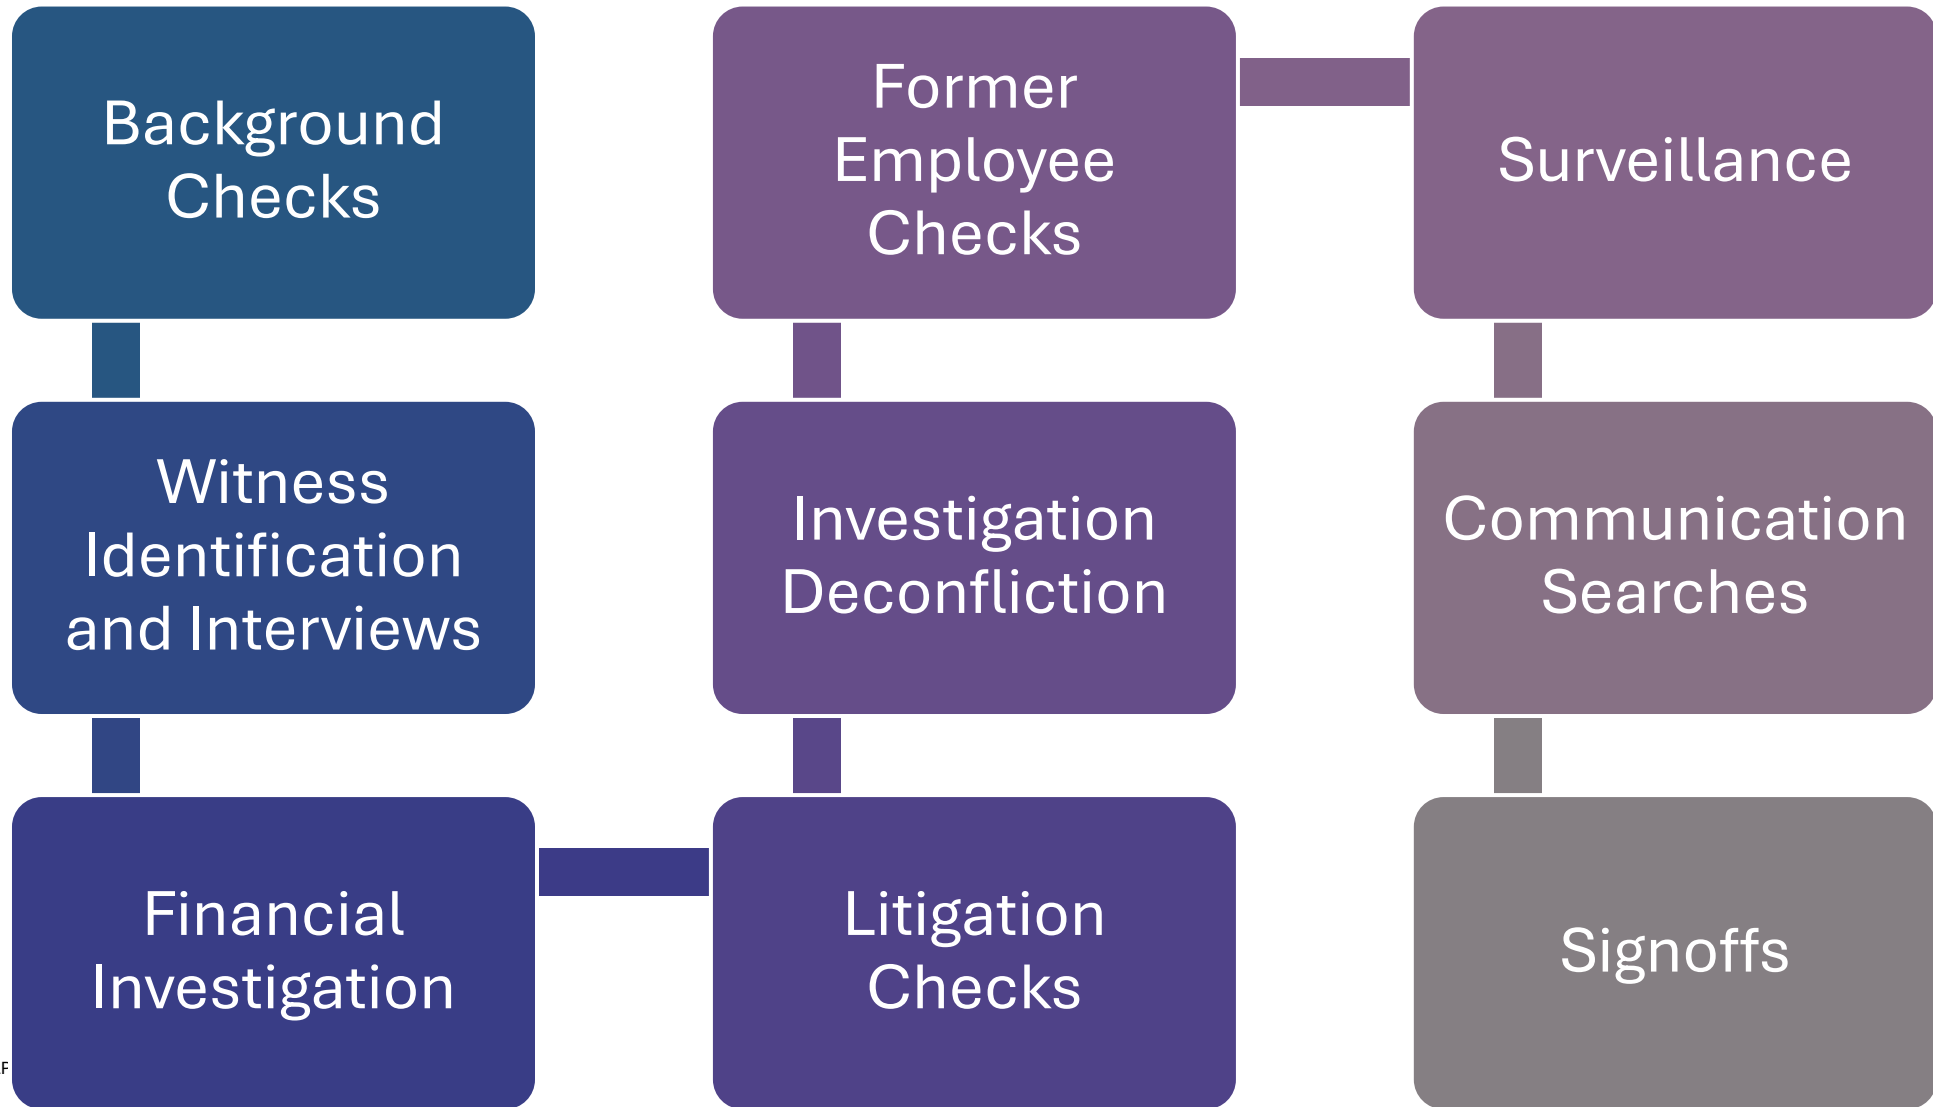 Background
Checks
Witness
Identification
and Interviews
Financial
Investigation
Litigation
Checks
Investigation
Deconfliction
Former
Employee
Checks
Surveillance
Communication
Searches
Signoffs
F